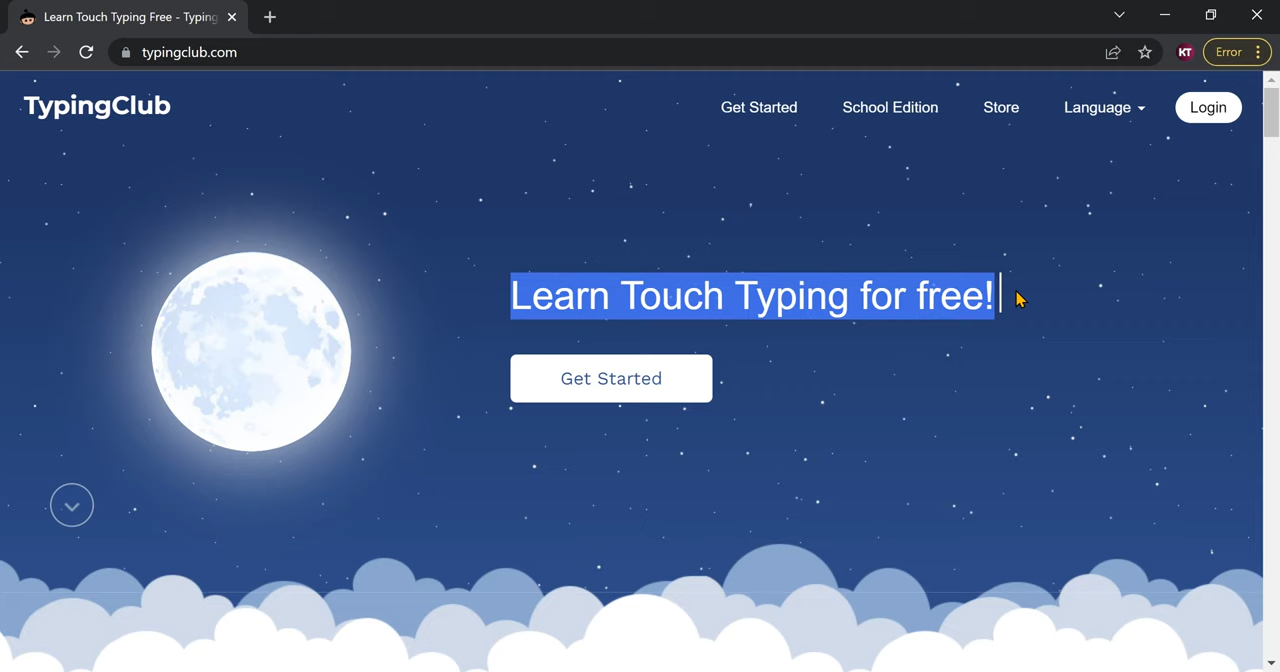 Learn Touch Typing Free - Typing
typingclub.com
KT
Error
TypingClub
Get Started
School Edition
Store
Language
Login
Learn Touch Typing for free!
Get Started